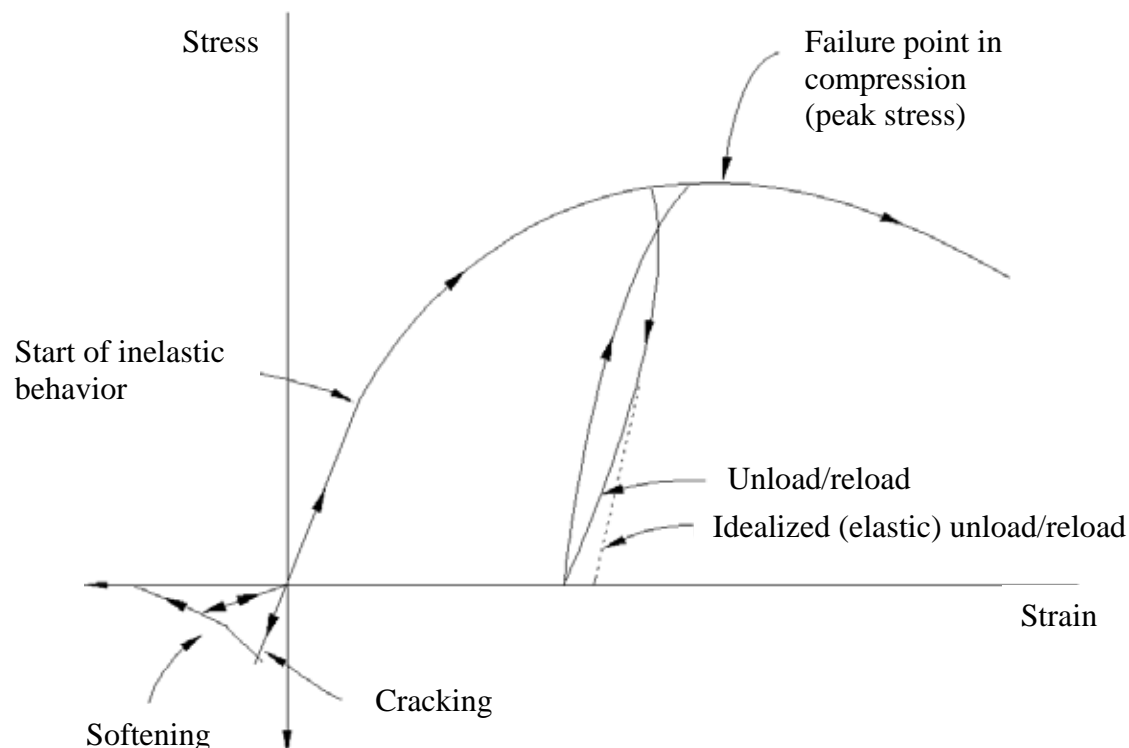 Stress
Failure point in
compression
(peak stress)
Start of inelastic
behavior
Unload/reload
Idealized (elastic) unload/reload
Strain
Cracking
Softening